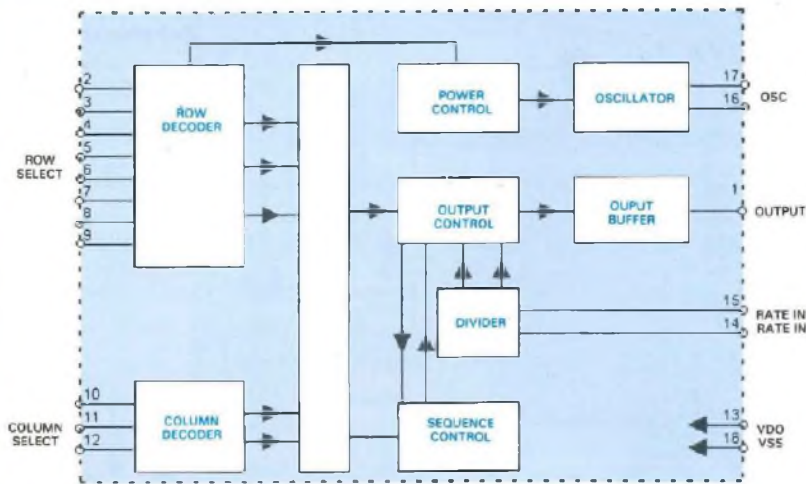 2
3
4
5
6
7
8
9
ROW
SELECT
ROW
DECODER
POWER
CONTROL
OSCILLATOR
17
16
OSC
OUTPUT
CONTROL
OUPUT
BUFFER
1
OUTPUT
DIVIDER
15
14
RATE IN
RATE IN
10
11
12
COLUMN
SELECT
COLUMN
DECODER
SEQUENCE
CONTROL
13
18
VDO
VSS